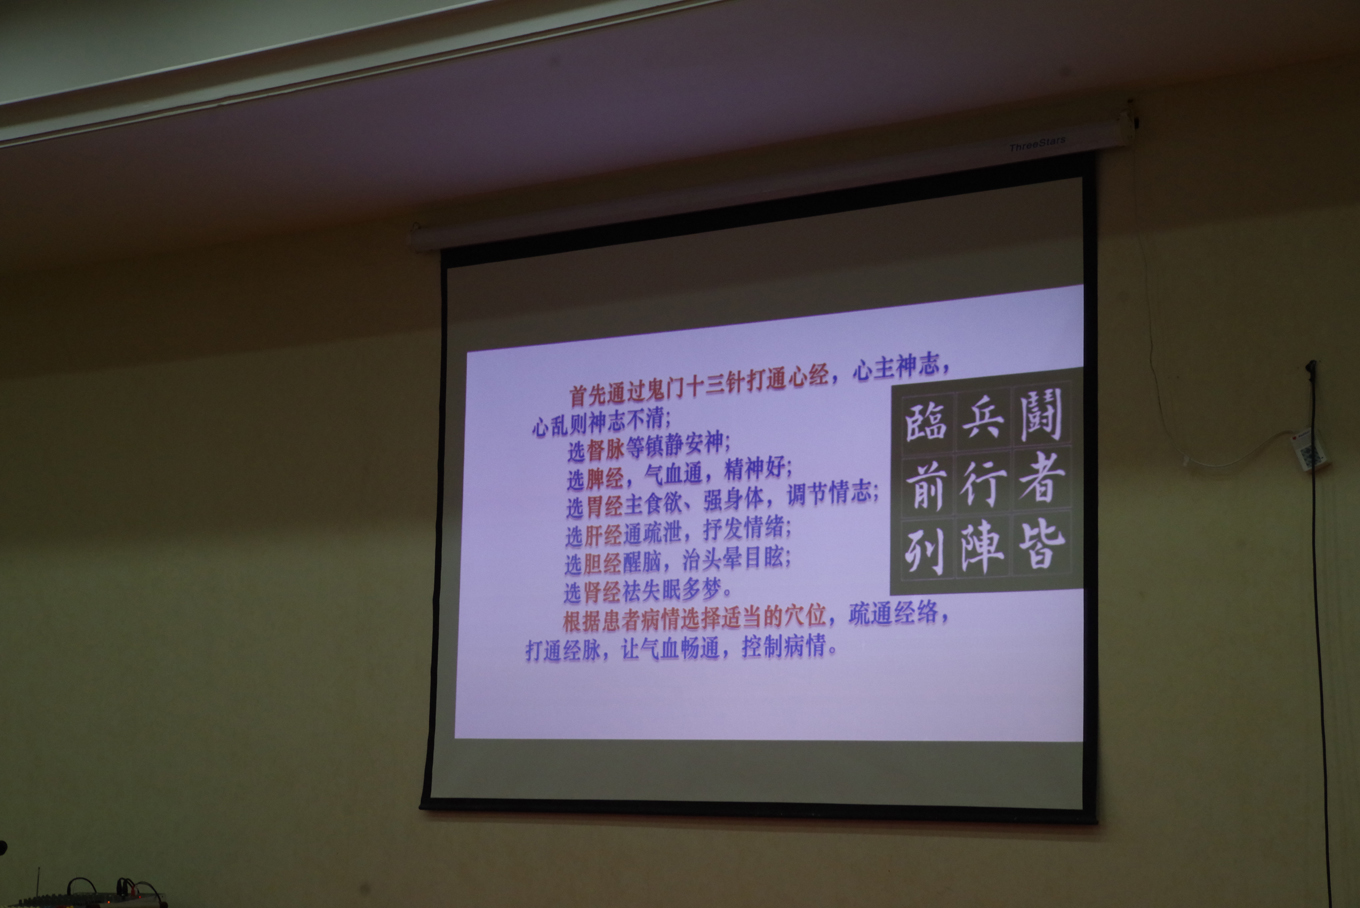 ThreeStars
首先通过鬼门十三针打通心经，心主神志，
心乱则神志不清；
选督脉等镇静安神；
选脾经，气血通，精神好；
选胃经主食欲、强身体，调节情志；
选肝经通疏泄，抒发情绪；
选胆经醒脑，治头晕目眩；
选肾经祛失眠多梦。
根据患者病情选择适当的穴位，疏通经络，
打通经脉，让气血畅通，控制病情。
臨兵鬪
前行者
列陣皆